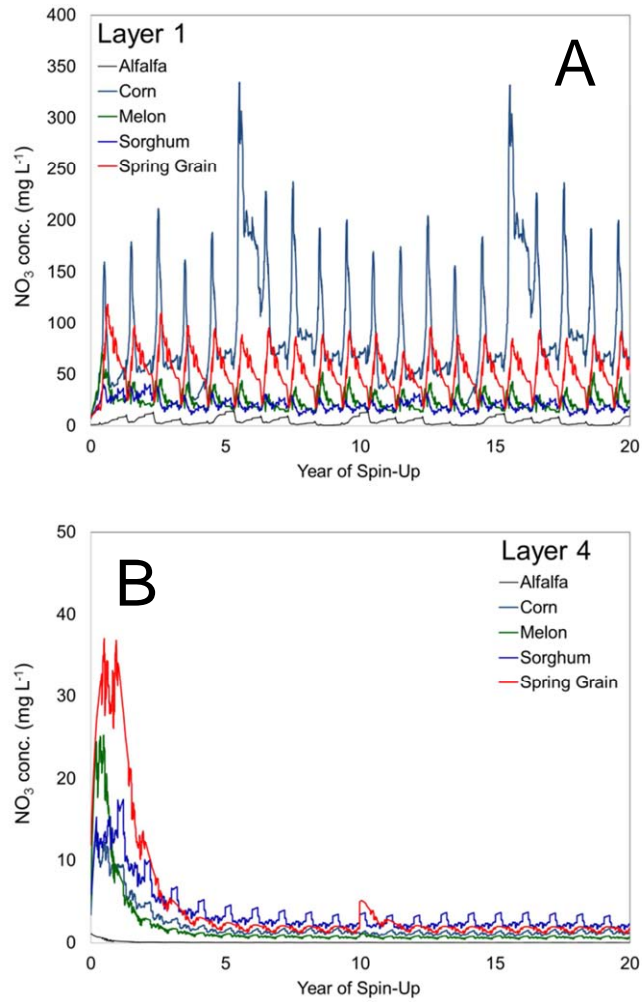 400
350
300
250
200
150
100
50
0
NO₃ conc. (mg L⁻¹)
Layer 1
Alfalfa
Corn
Melon
Sorghum
Spring Grain
A
0 5 10 15 20
Year of Spin-Up
50
40
30
20
10
0
NO₃ conc. (mg L⁻¹)
B
Layer 4
Alfalfa
Corn
Melon
Sorghum
Spring Grain
0 5 10 15 20
Year of Spin-Up